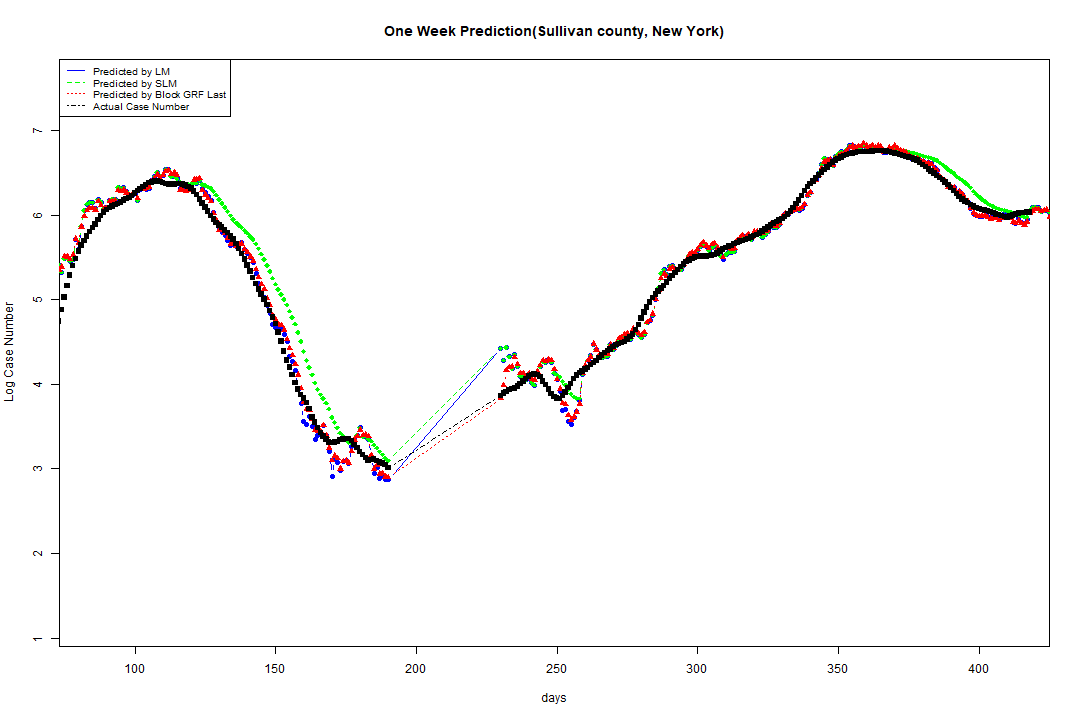 One Week Prediction(Sullivan county, New York)
Predicted by LM
Predicted by SLM
Predicted by Block GRF Last
Actual Case Number
7
6
5
4
3
2
1
Log Case Number
100 150 200 250 300 350 400
days